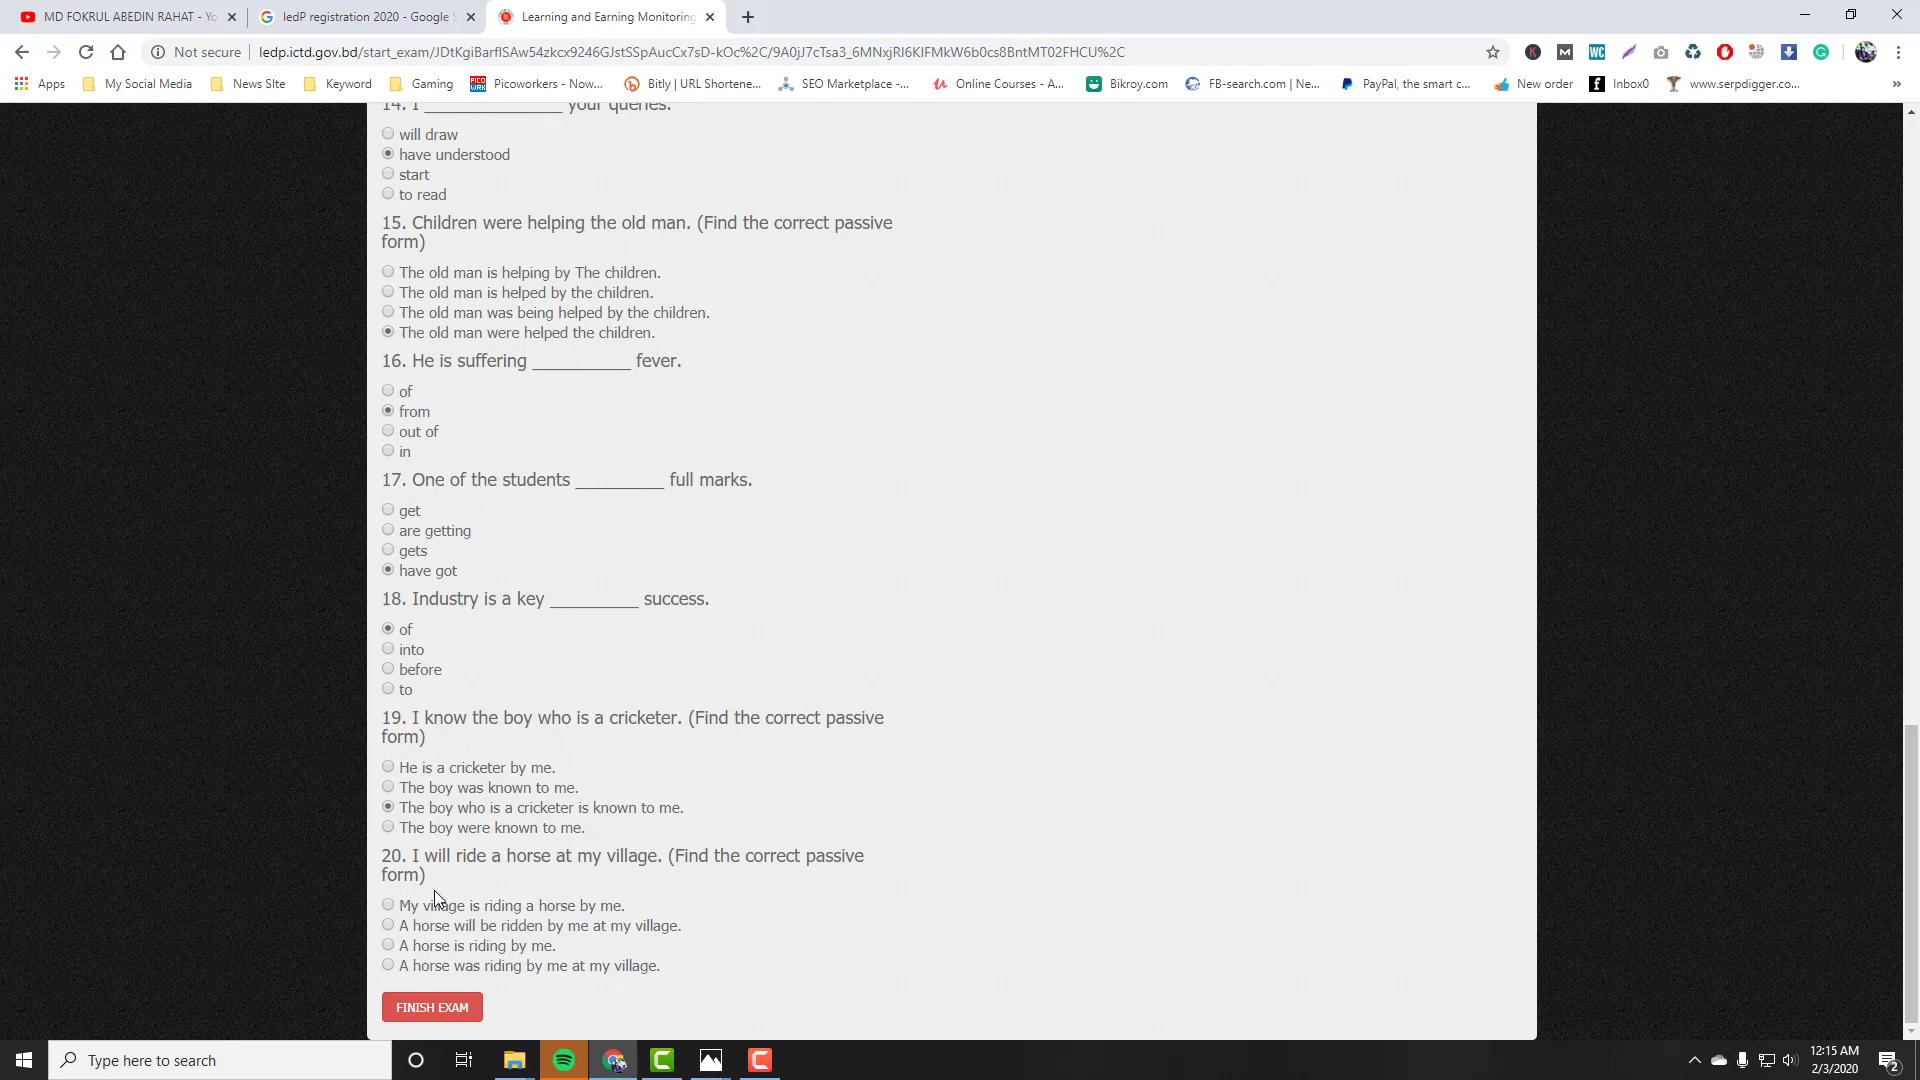 MD FOKRUL ABEDIN RAHAT - Yo
ledP registration 2020 - Google S
Learning and Earning Monitoring
Not secure
ledp.ictd.gov.bd/start_exam/JDtKgiBarflSAw54zkcx9246GJstSSpAucCx7sD-kOc%2C/9A0jJ7cTsa3_6MNxjRl6KIFMkW6b0cs8BntMT02FHCU%2C
Apps My Social Media News SIte Keyword Gaming Picoworkers - Now... Bitly | URL Shortene... SEO Marketplace -... Online Courses - A... Bikroy.com FB-search.com | Ne... PayPal, the smart c... New order Inbox0 www.serpdigger.co... »
14. I ______________ your queries.
will draw
have understood
start
to read
15. Children were helping the old man. (Find the correct passive
form)
The old man is helping by The children.
The old man is helped by the children.
The old man was being helped by the children.
The old man were helped the children.
16. He is suffering __________ fever.
of
from
out of
in
17. One of the students _________ full marks.
get
are getting
gets
have got
18. Industry is a key _________ success.
of
into
before
to
19. I know the boy who is a cricketer. (Find the correct passive
form)
He is a cricketer by me.
The boy was known to me.
The boy who is a cricketer is known to me.
The boy were known to me.
20. I will ride a horse at my village. (Find the correct passive
form)
My village is riding a horse by me.
A horse will be ridden by me at my village.
A horse is riding by me.
A horse was riding by me at my village.
FINISH EXAM
Type here to search
12:15 AM
2/3/2020
2